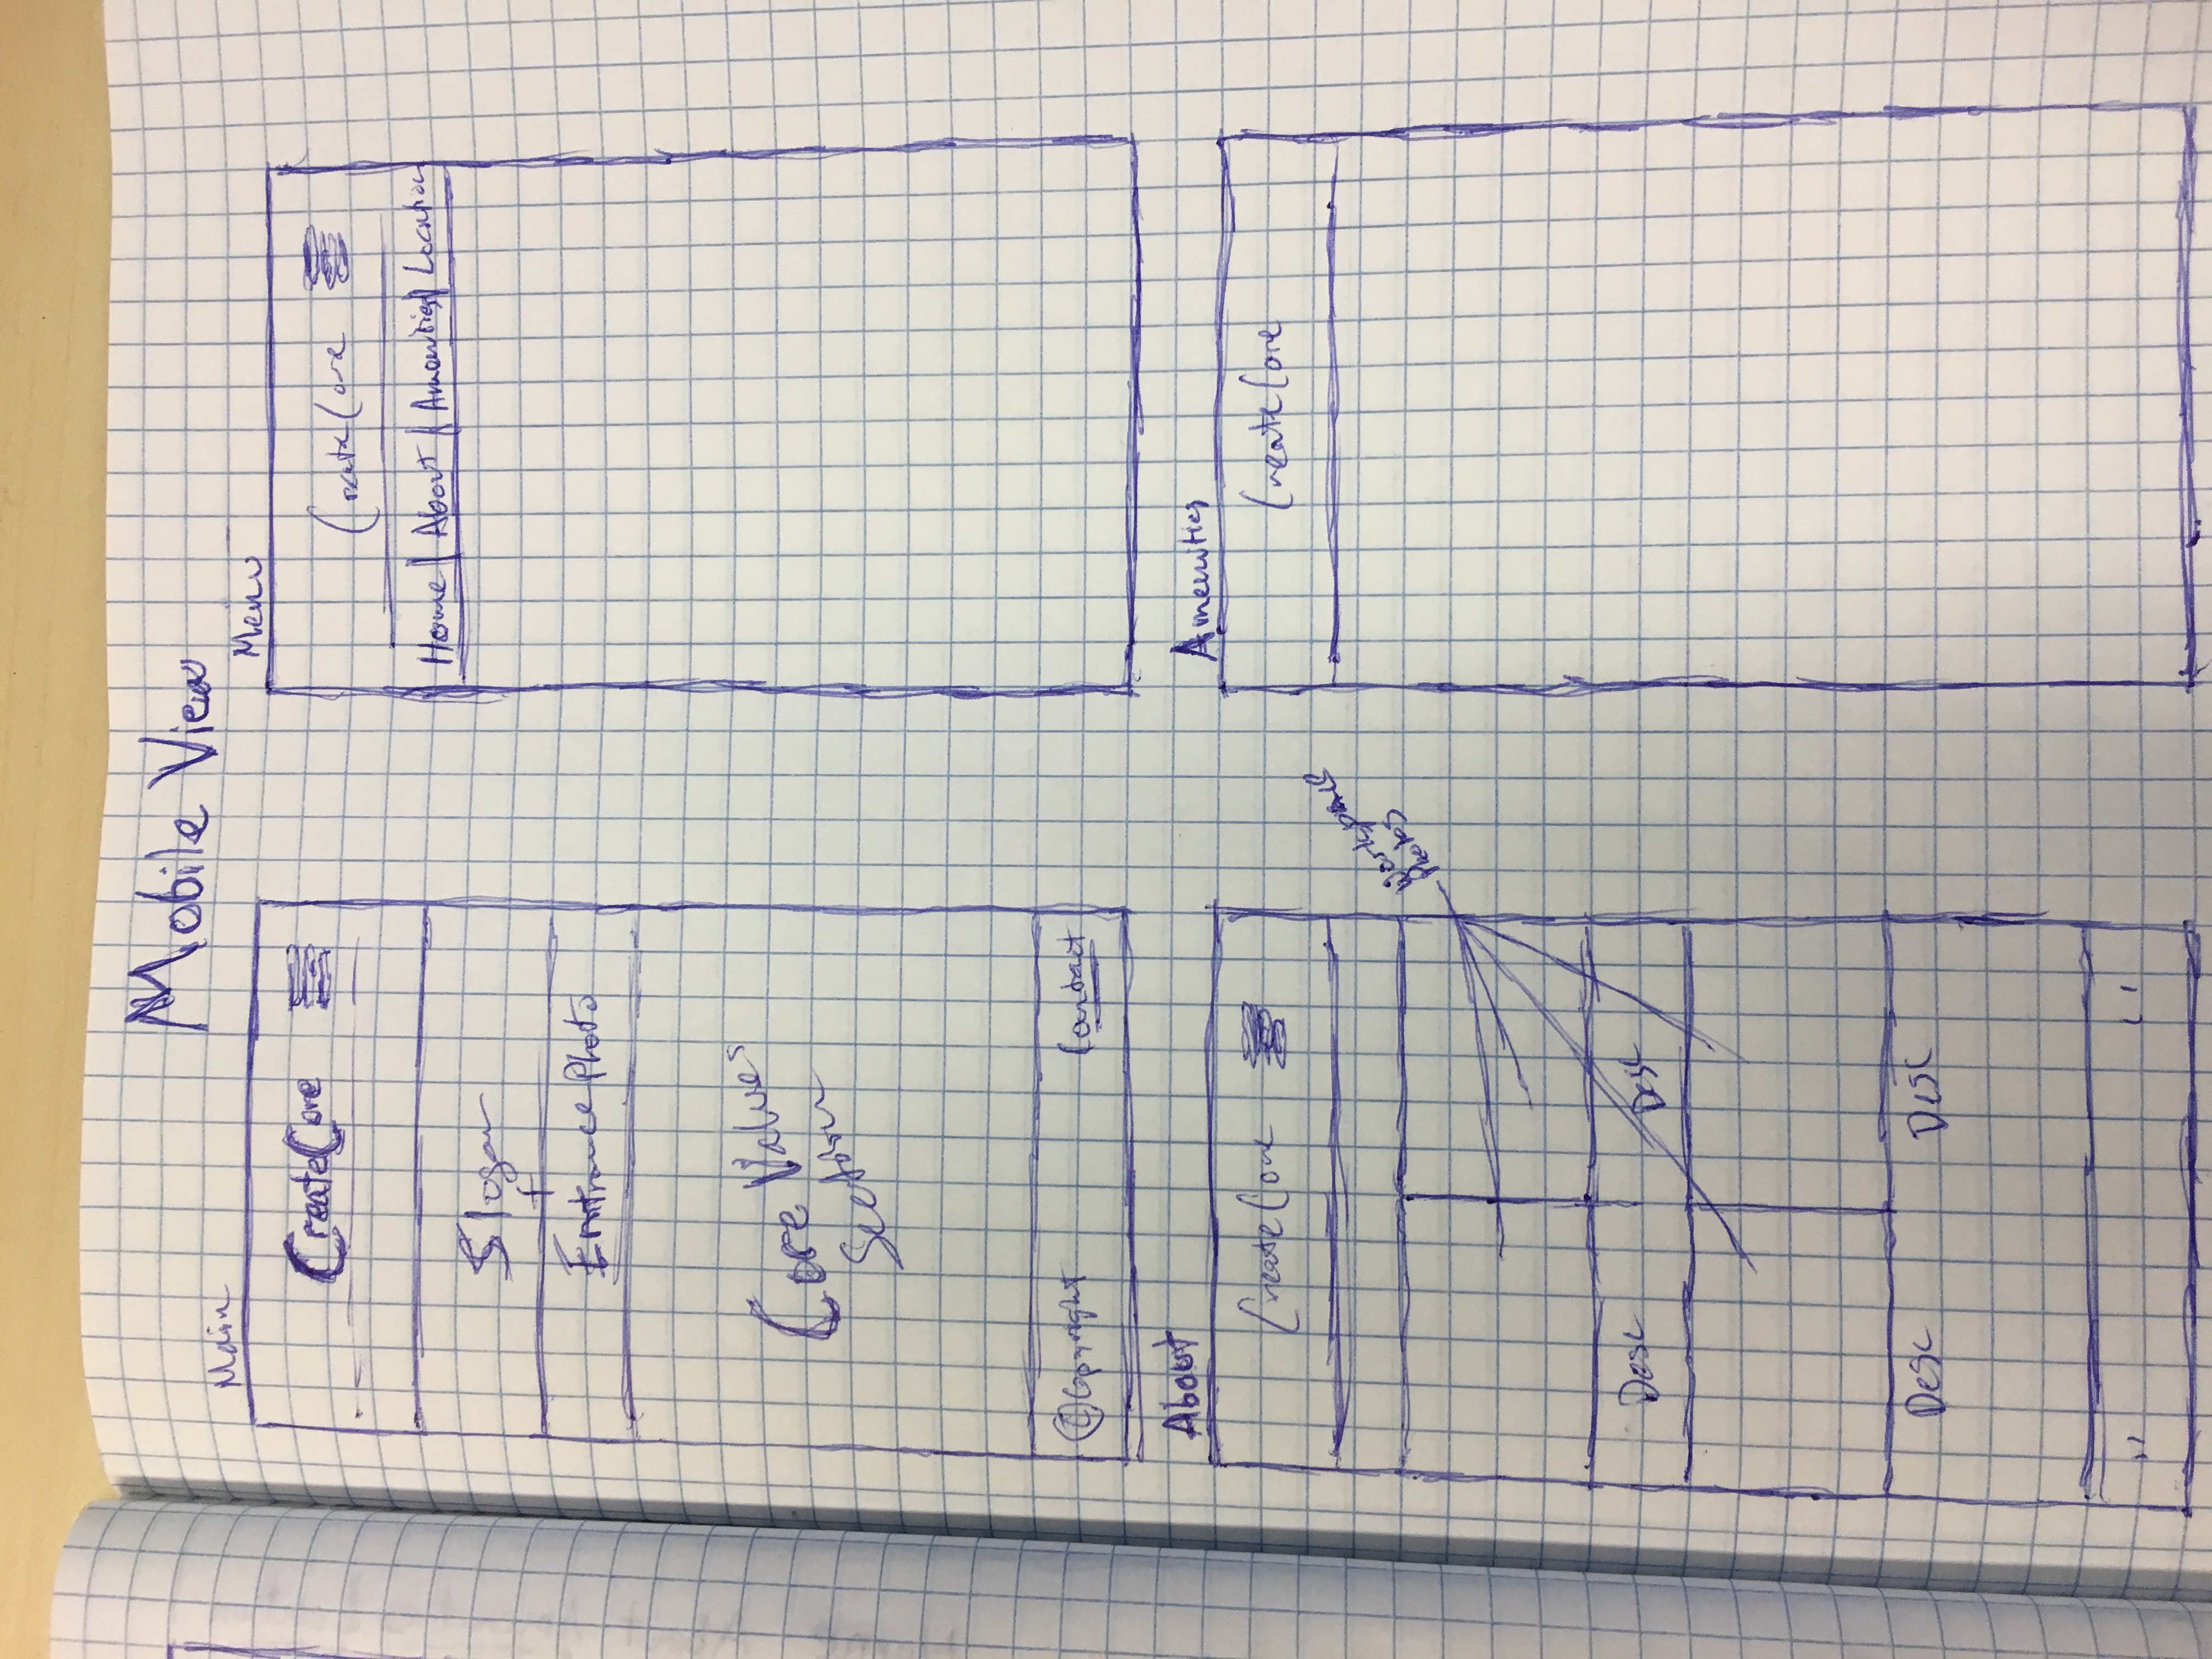 Mobile View
Main
CreateCore
Slogan
+
Entrance Photo
Core Values
Section
© Copyright
Contact
Menu
CreateCore
Home | About | Amenities | Location
About
CreateCore
Workspace
Photos
Desc
Desc
Desc
Desc
"
"
Amenities
CreateCore